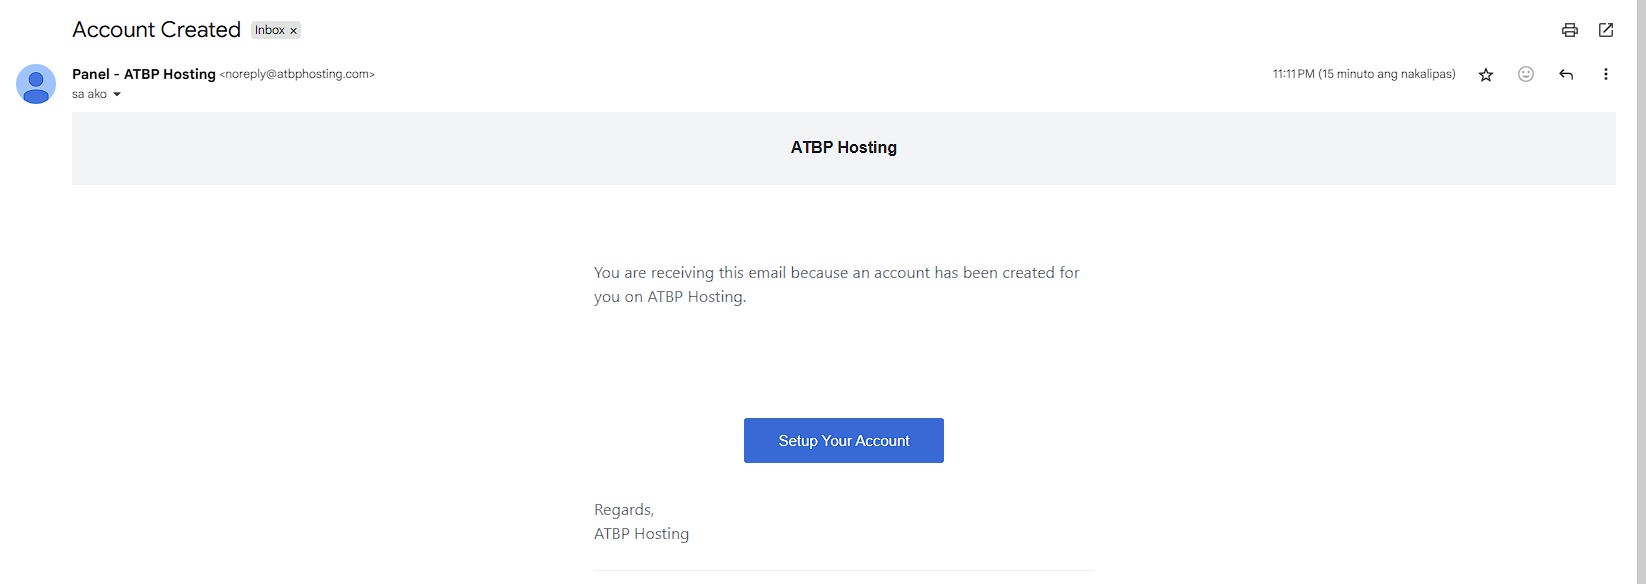 Account Created Inbox x
Panel - ATBP Hosting <noreply@atbphosting.com> 11:11 PM (15 minuto ang nakalipas)
sa ako
ATBP Hosting
You are receiving this email because an account has been created for
you on ATBP Hosting.
Setup Your Account
Regards,
ATBP Hosting